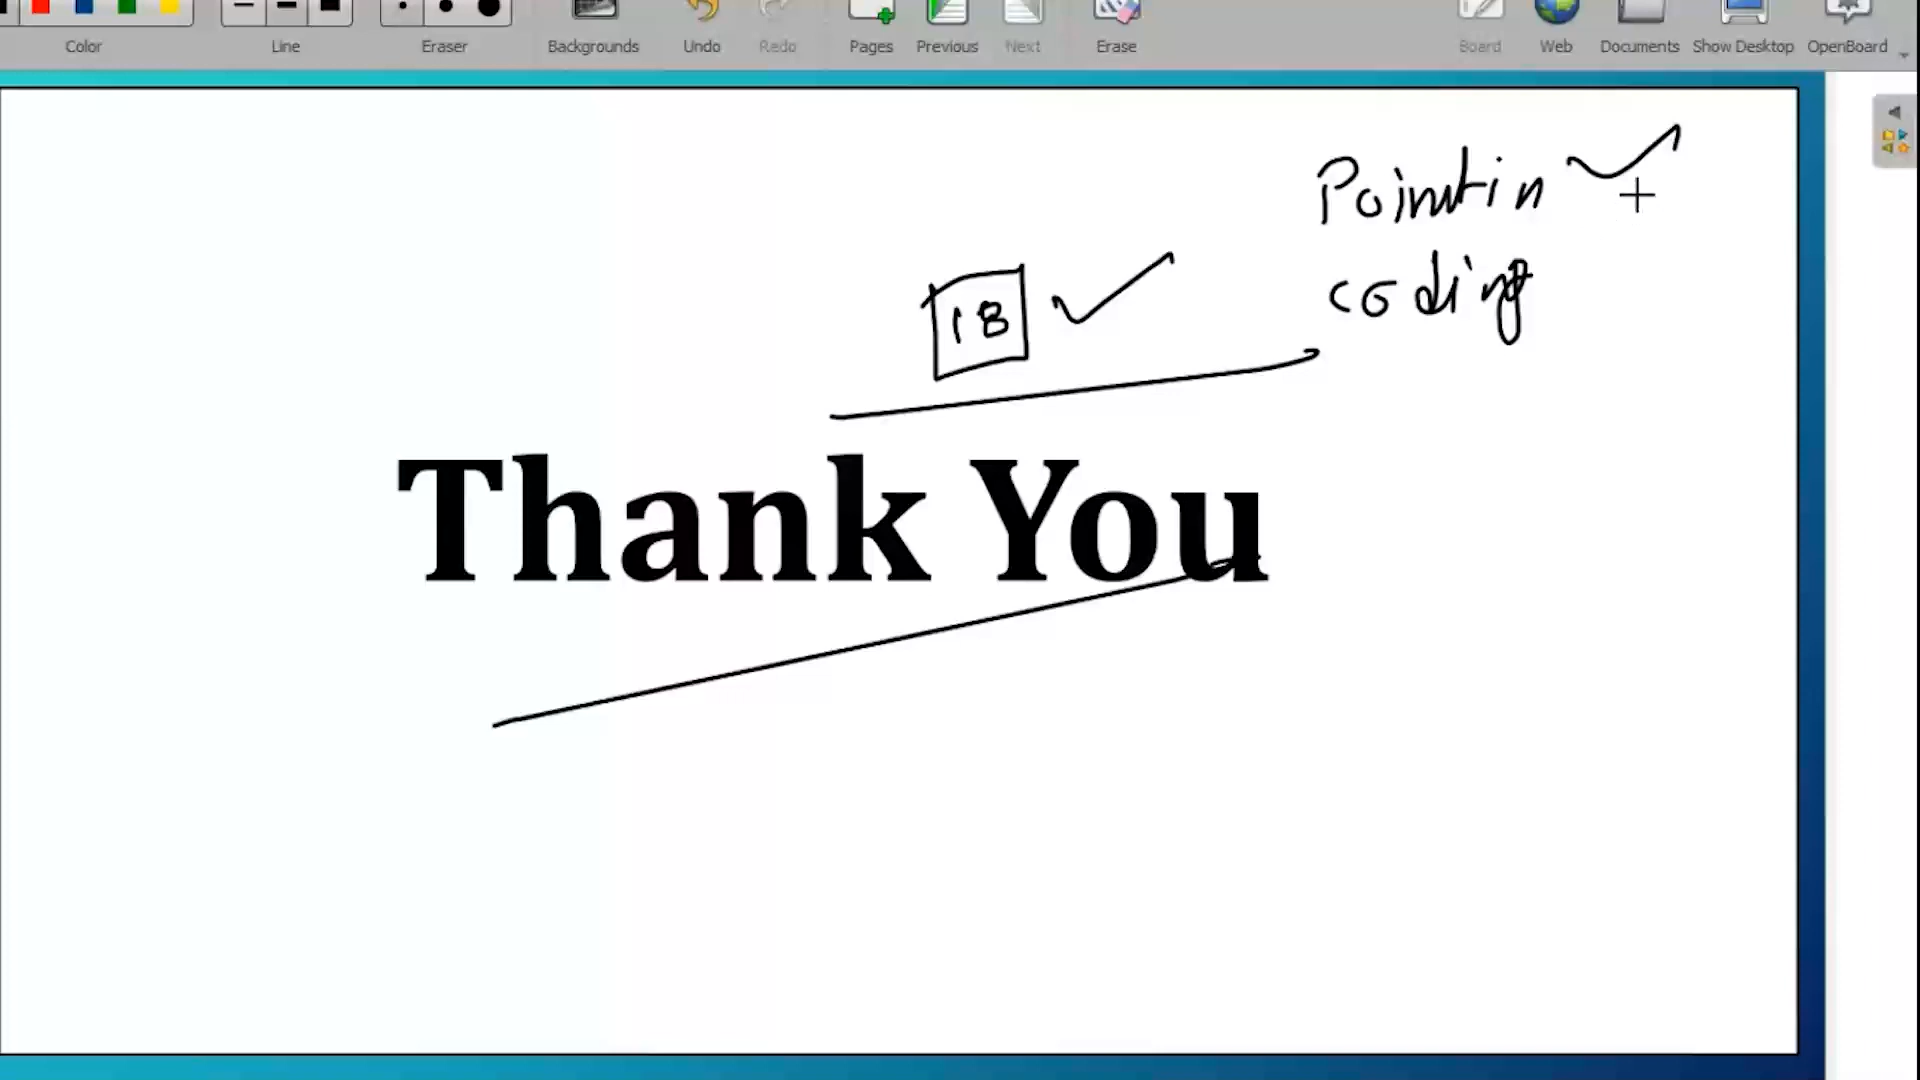 Color Line Eraser Backgrounds Undo Redo Pages Previous Next Erase Board Web Documents Show Desktop OpenBoard
Pointin
18
coding
Thank You